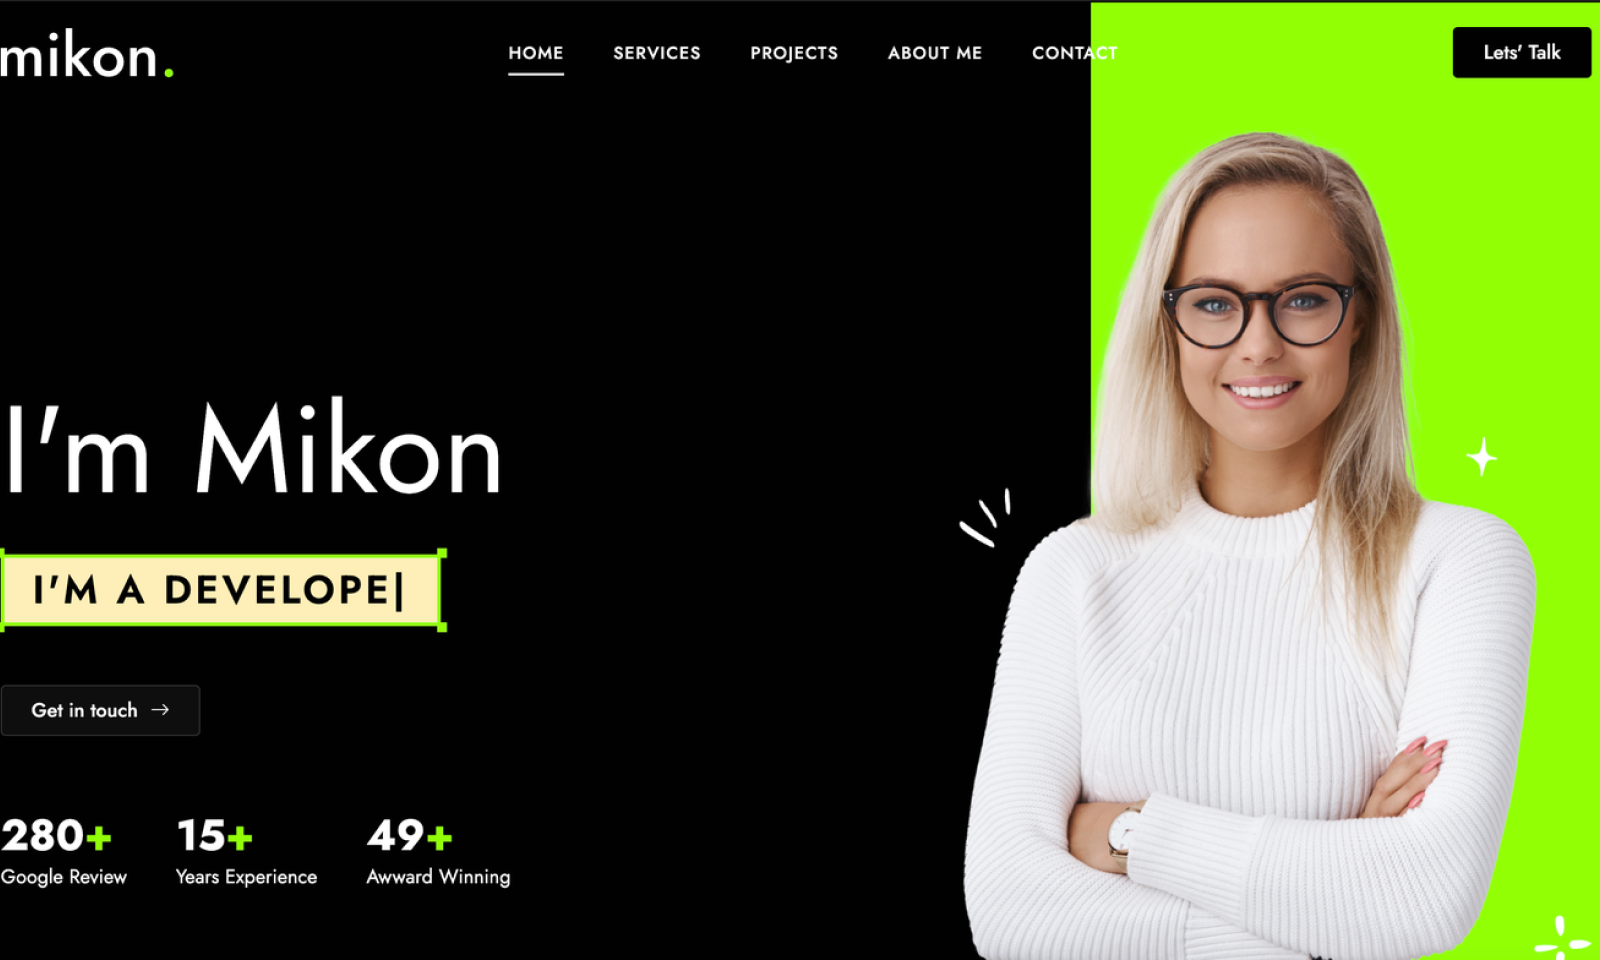 mikon.
HOME SERVICES PROJECTS ABOUT ME CONTACT
Lets' Talk
I'm Mikon
I'M A DEVELOPE|
Get in touch →
280+ 15+ 49+
Google Review Years Experience Awward Winning